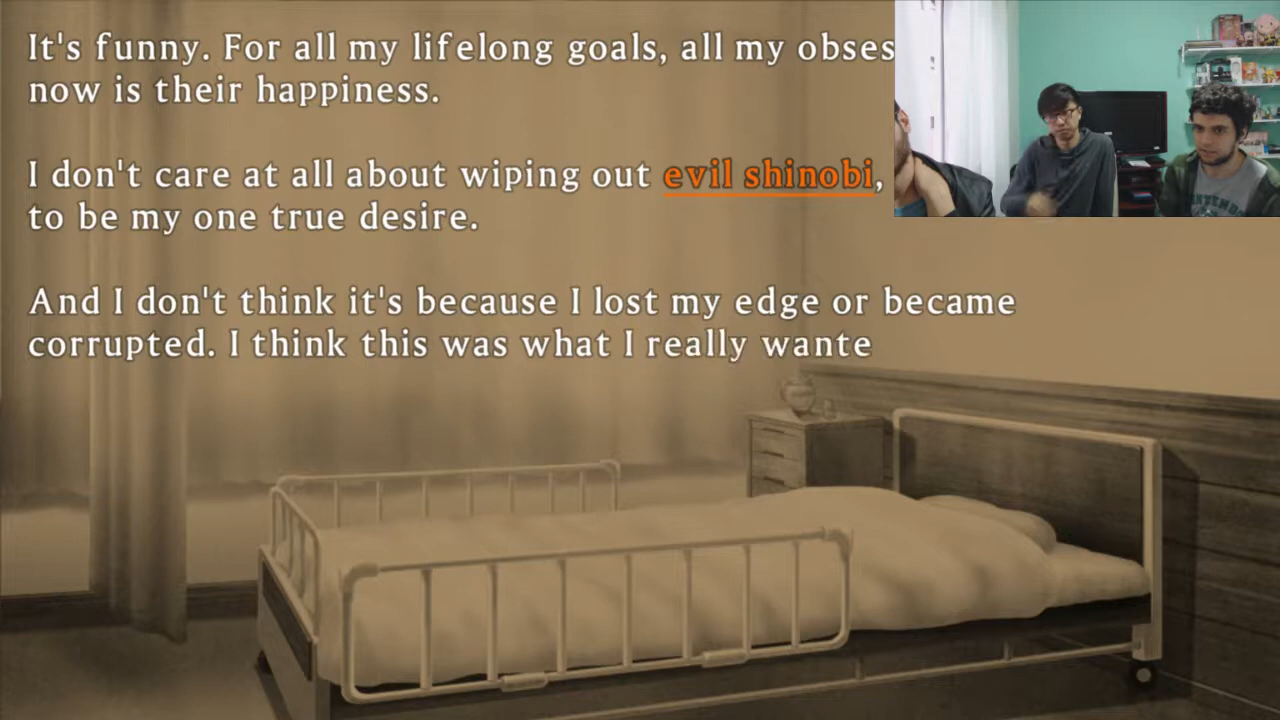 It's funny. For all my lifelong goals, all my obses
now is their happiness.
I don't care at all about wiping out evil shinobi,
to be my one true desire.
And I don't think it's because I lost my edge or became
corrupted. I think this was what I really wante